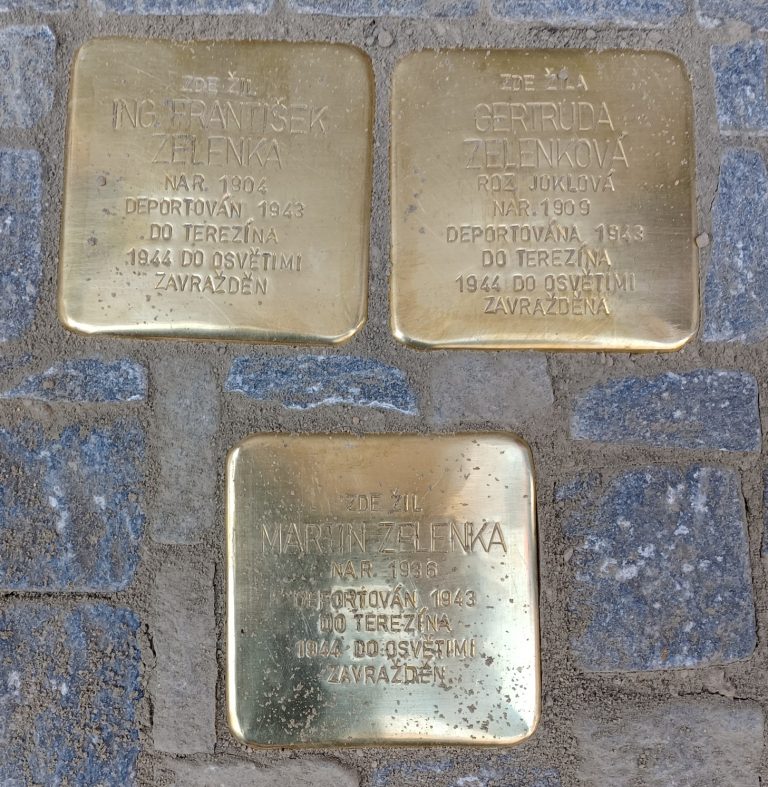 ZDE ŽIL
ING. FRANTIŠEK
ZELENKA
NAR. 1904
DEPORTOVÁN 1943
DO TEREZÍNA
1944 DO OSVĚTIMI
ZAVRAŽDĚN
ZDE ŽILA
GERTRUDA
ZELENKOVÁ
ROZ. JOKLOVÁ
NAR. 1909
DEPORTOVÁNA 1943
DO TEREZÍNA
1944 DO OSVĚTIMI
ZAVRAŽDĚNA
ZDE ŽIL
MARTIN ZELENKA
NAR. 1936
DEPORTOVÁN 1943
DO TEREZÍNA
1944 DO OSVĚTIMI
ZAVRAŽDĚN